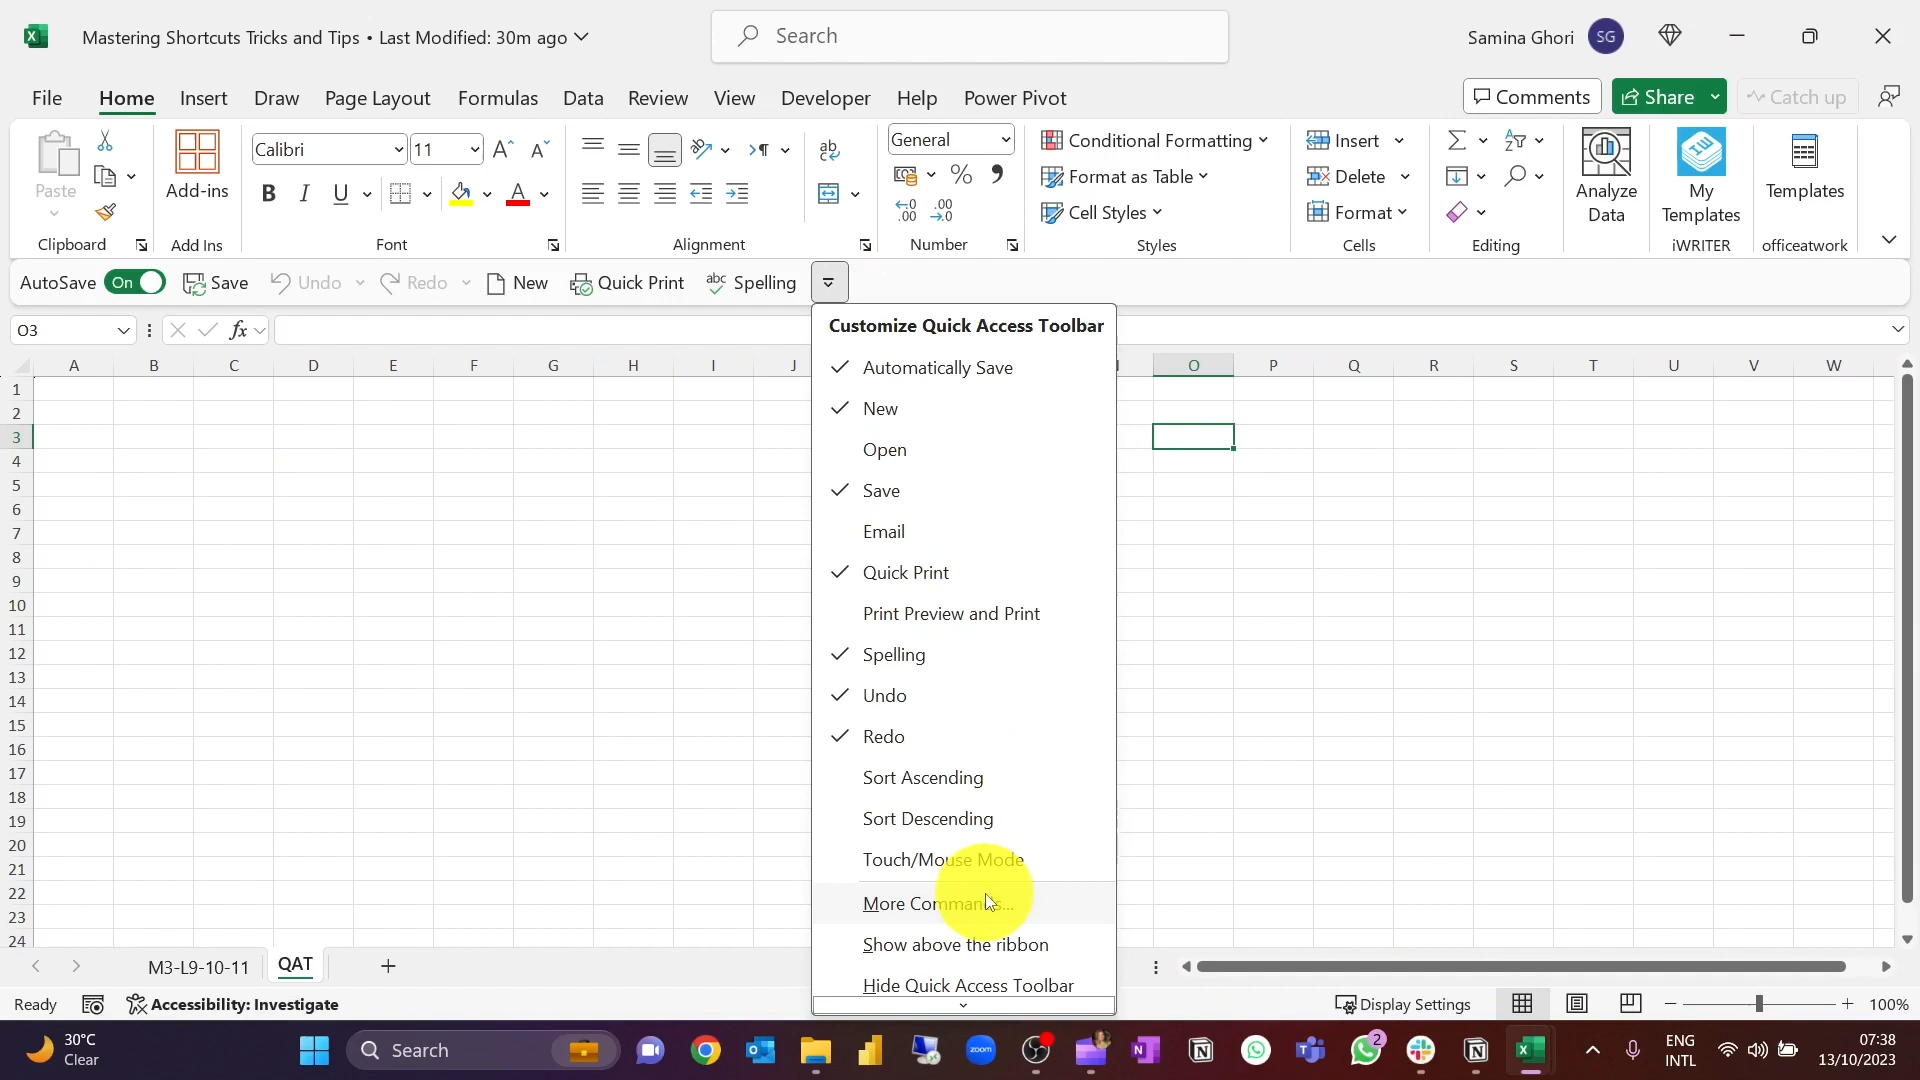 Mastering Shortcuts Tricks and Tips • Last Modified: 30m ago
Search
Samina Ghori SG
File Home Insert Draw Page Layout Formulas Data Review View Developer Help Power Pivot
Comments Share Catch up
Paste
Clipboard
Add-ins
Add Ins
Calibri 11
B I U A
Font
Alignment
General
Number
Conditional Formatting
Format as Table
Cell Styles
Styles
Insert
Delete
Format
Cells
Editing
Analyze
Data
My
Templates
iWRITER
Templates
officeatwork
AutoSave On Save Undo Redo New Quick Print Spelling
O3 fx
Customize Quick Access Toolbar
Automatically Save
New
Open
Save
Email
Quick Print
Print Preview and Print
Spelling
Undo
Redo
Sort Ascending
Sort Descending
Touch/Mouse Mode
More Commands...
Show above the ribbon
Hide Quick Access Toolbar
A B C D E F G H I J O P Q R S T U V W
1
2
3
4
5
6
7
8
9
10
11
12
13
14
15
16
17
18
19
20
21
22
23
24
M3-L9-10-11 QAT
Ready Accessibility: Investigate
Display Settings 100%
30°C
Clear
Search
zoom
2
ENG
INTL
07:38
13/10/2023